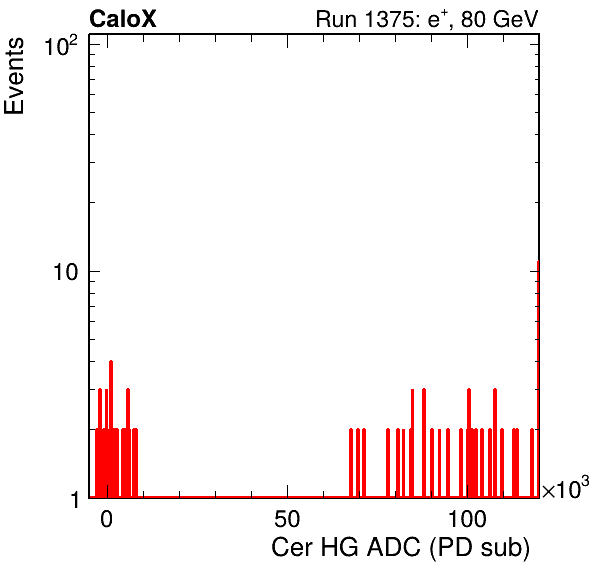 CaloX Run 1375: e⁺, 80 GeV
Events
10²
10
1
0 50 100 ×10³
Cer HG ADC (PD sub)